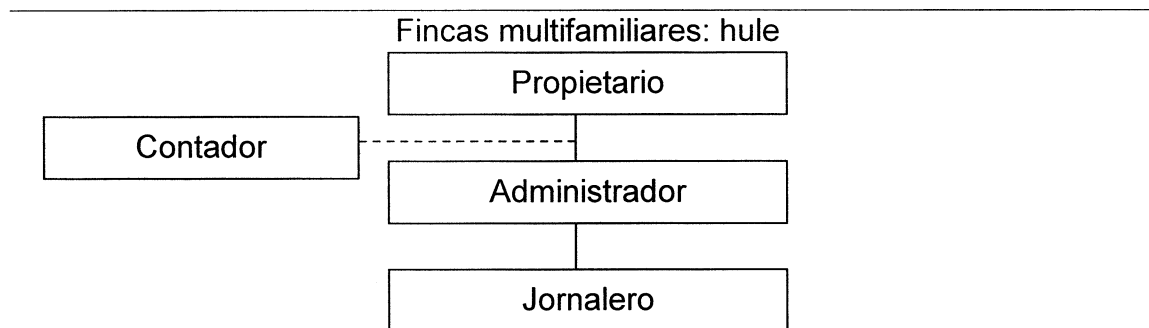 Fincas multifamiliares: hule
Propietario
Contador
Administrador
Jornalero